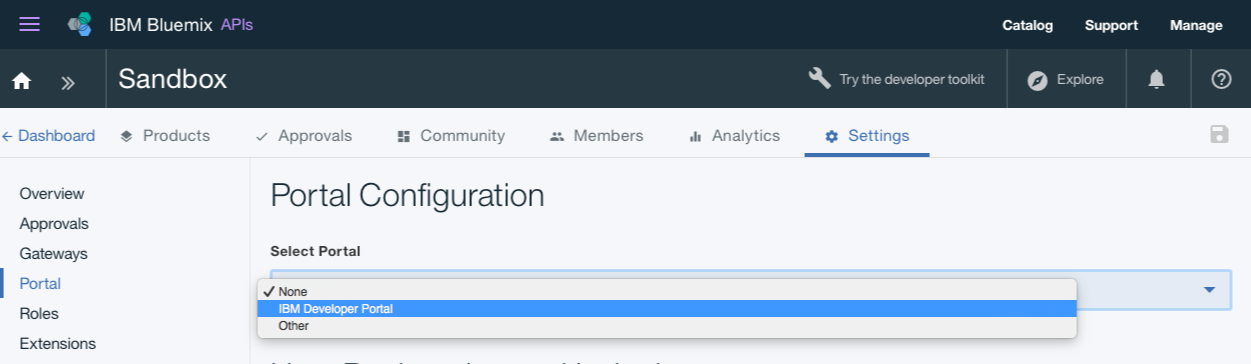 IBM Bluemix APIs
Catalog Support Manage
Sandbox
Try the developer toolkit Explore
Dashboard Products Approvals Community Members Analytics Settings
Overview
Approvals
Gateways
Portal
Roles
Extensions
Portal Configuration
Select Portal
None
IBM Developer Portal
Other